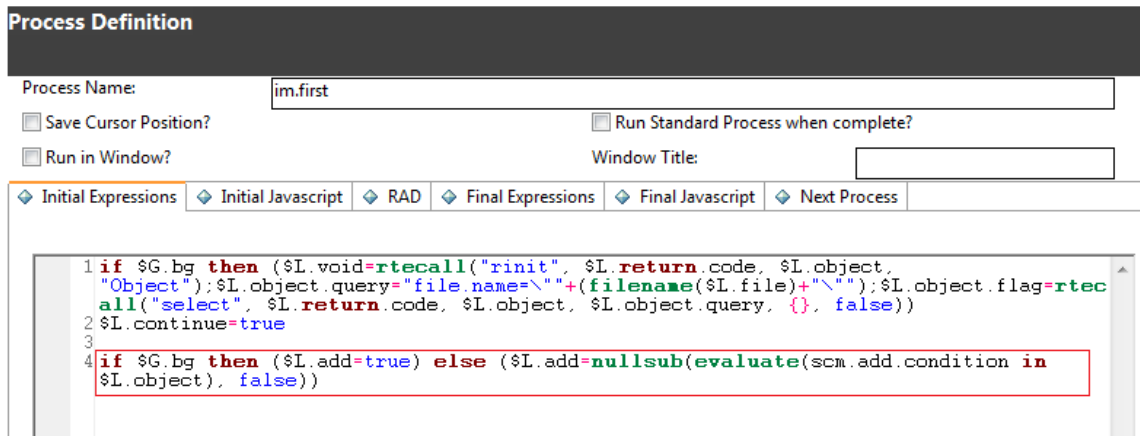 Process Definition
Process Name: im.first
Save Cursor Position? Run Standard Process when complete?
Run in Window? Window Title:
Initial Expressions Initial Javascript RAD Final Expressions Final Javascript Next Process
1 if $G.bg then ($L.void=rtecall("rinit", $L.return.code, $L.object,
"Object");$L.object.query="file.name=\""+(filename($L.file)+"\"");$L.object.flag=rtec
all("select", $L.return.code, $L.object, $L.object.query, {}, false))
2 $L.continue=true
3
4 if $G.bg then ($L.add=true) else ($L.add=nullsub(evaluate(scm.add.condition in
$L.object), false))